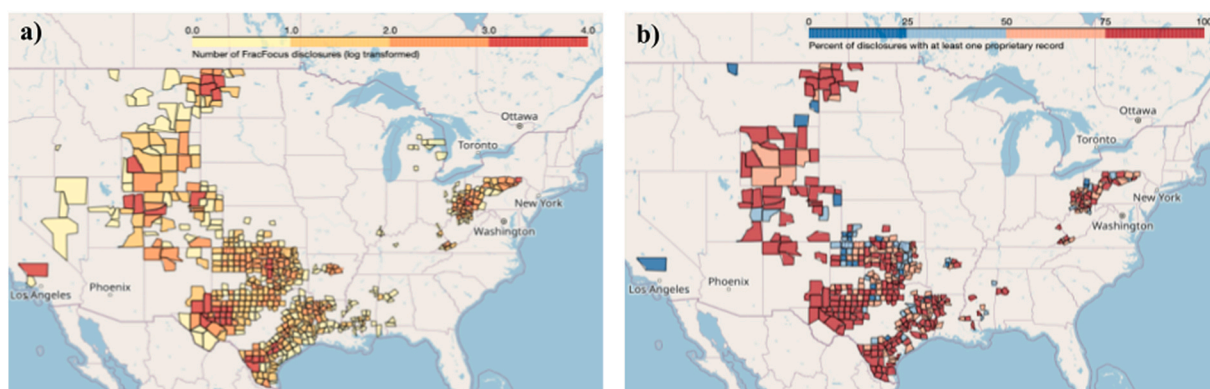 a)
0.0 1.0 2.0 3.0 4.0
Number of FracFocus disclosures (log transformed)
Ottawa
Toronto
New York
Washington
Los Angeles
Phoenix
b)
0 25 50 75 100
Percent of disclosures with at least one proprietary record
Ottawa
Toronto
New York
Washington
Los Angeles
Phoenix